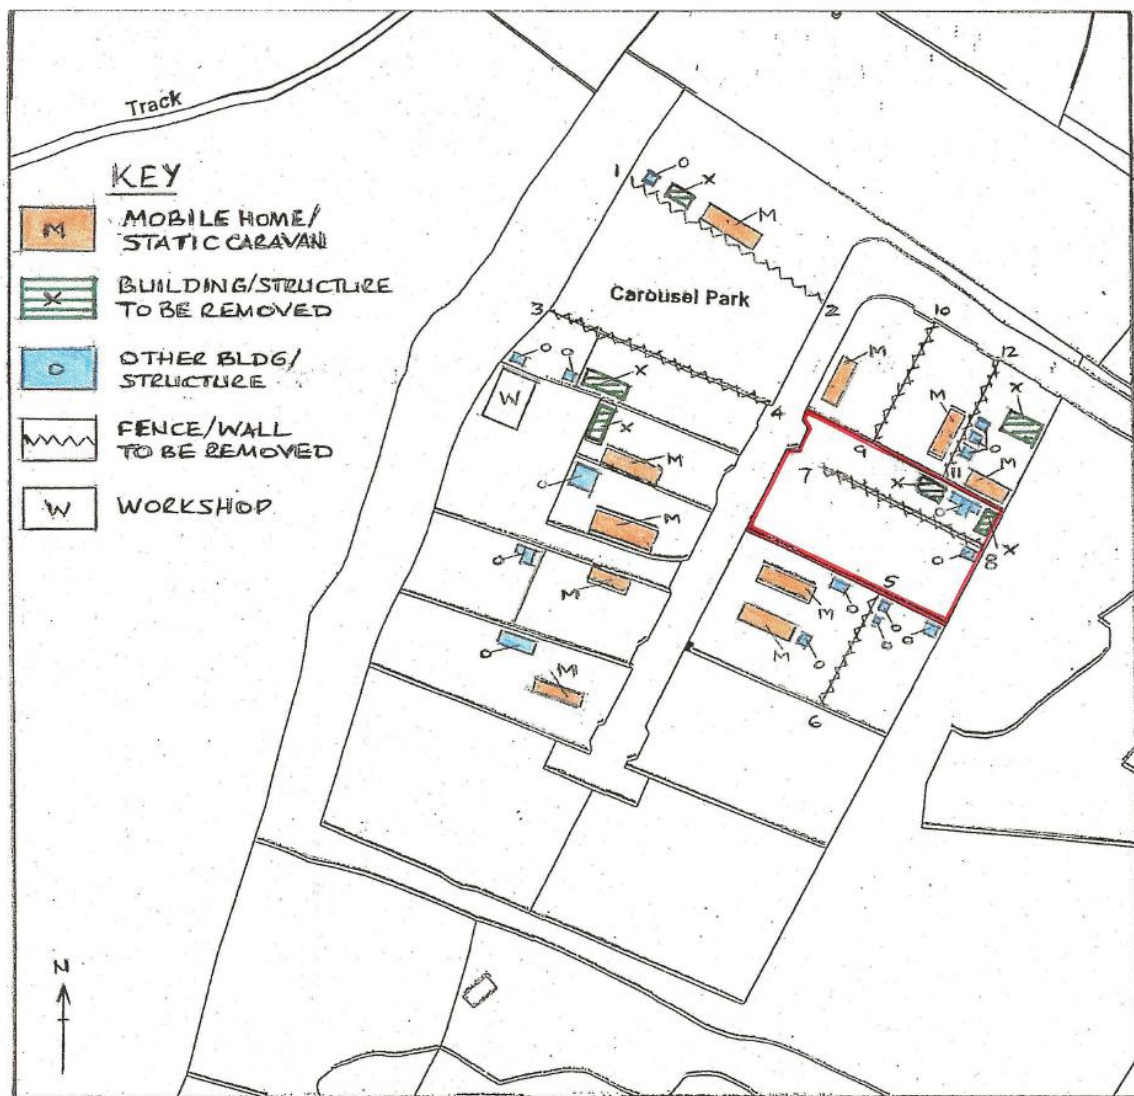 Track
KEY
M
MOBILE HOME/
STATIC CARAVAN
X
BUILDING/STRUCTURE
TO BE REMOVED
O
OTHER BLDG/
STRUCTURE
FENCE/WALL
TO BE REMOVED
W
WORKSHOP
1
O
X
M
Carousel Park
2
3
10
O
O
X
M
12
4
W
M
X
X
O
9
M
11
M
7
X
O
O
M
O
X
8
O
M
5
M
O
O
O
O
M
O
O
M
6
N